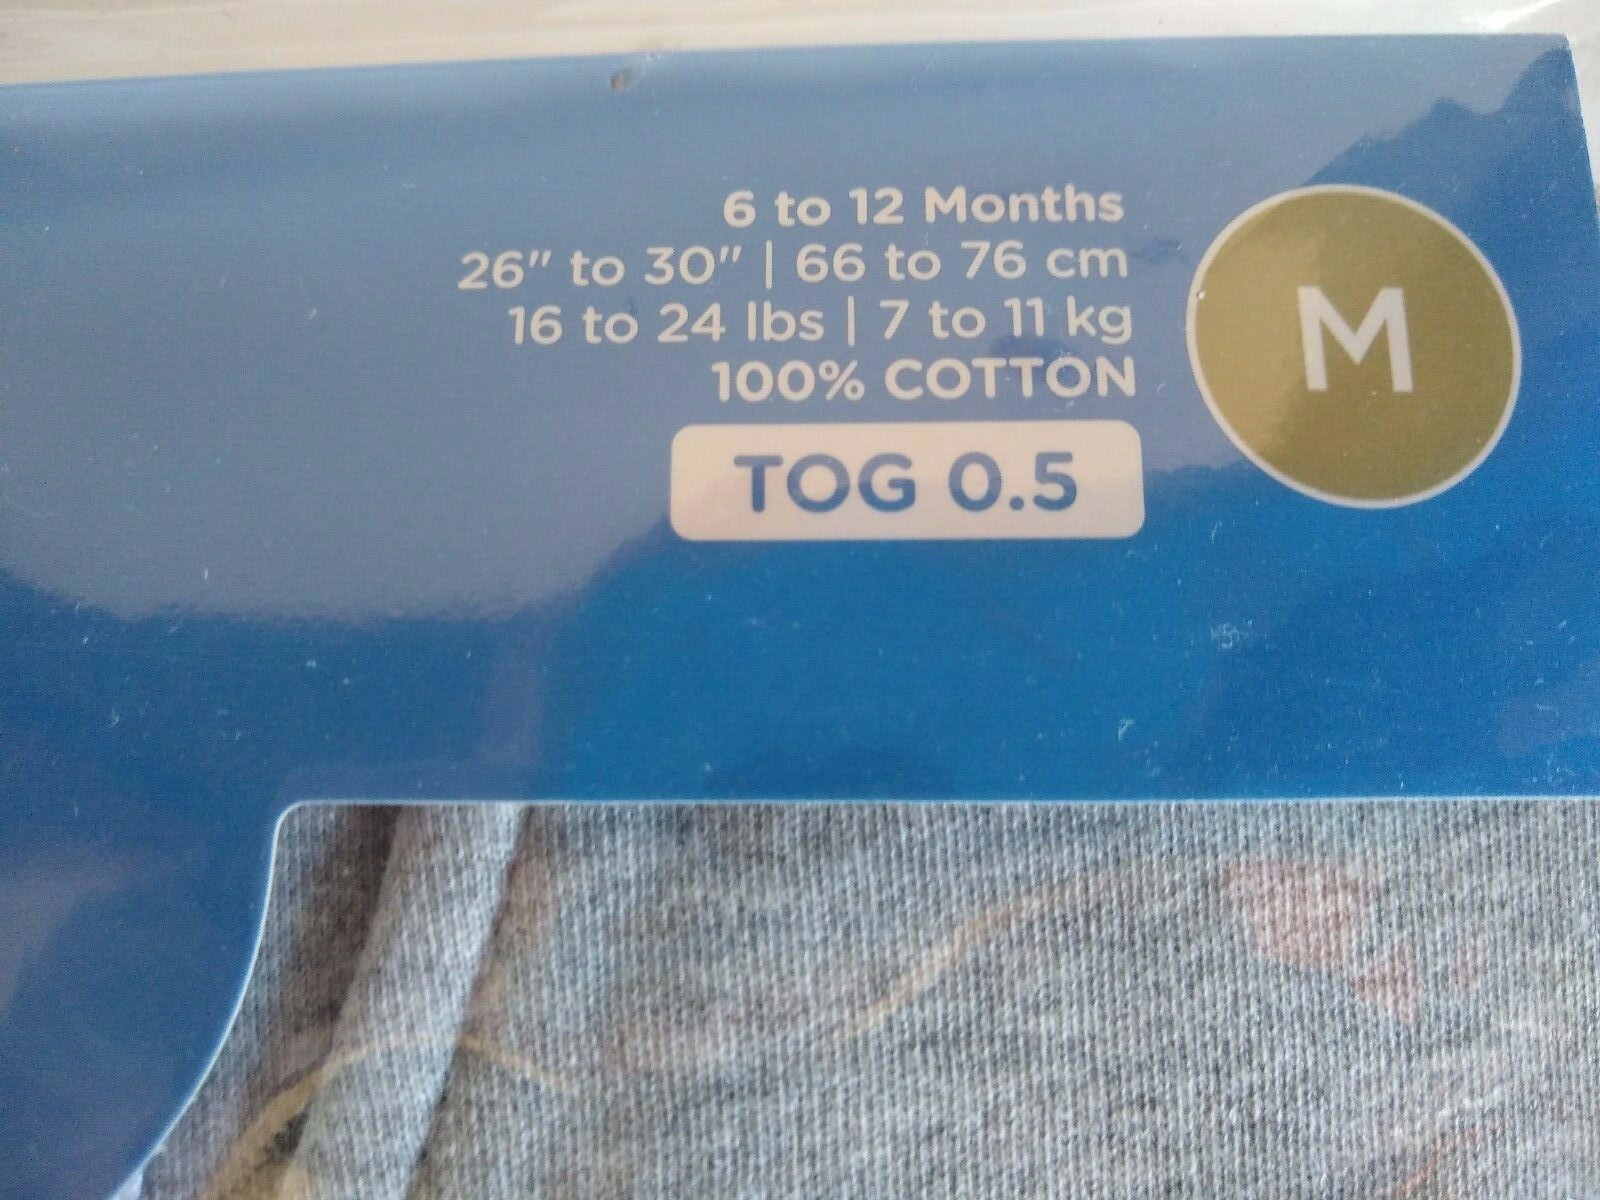 6 to 12 Months
26" to 30" | 66 to 76 cm
16 to 24 lbs | 7 to 11 kg
100% COTTON
TOG 0.5
M